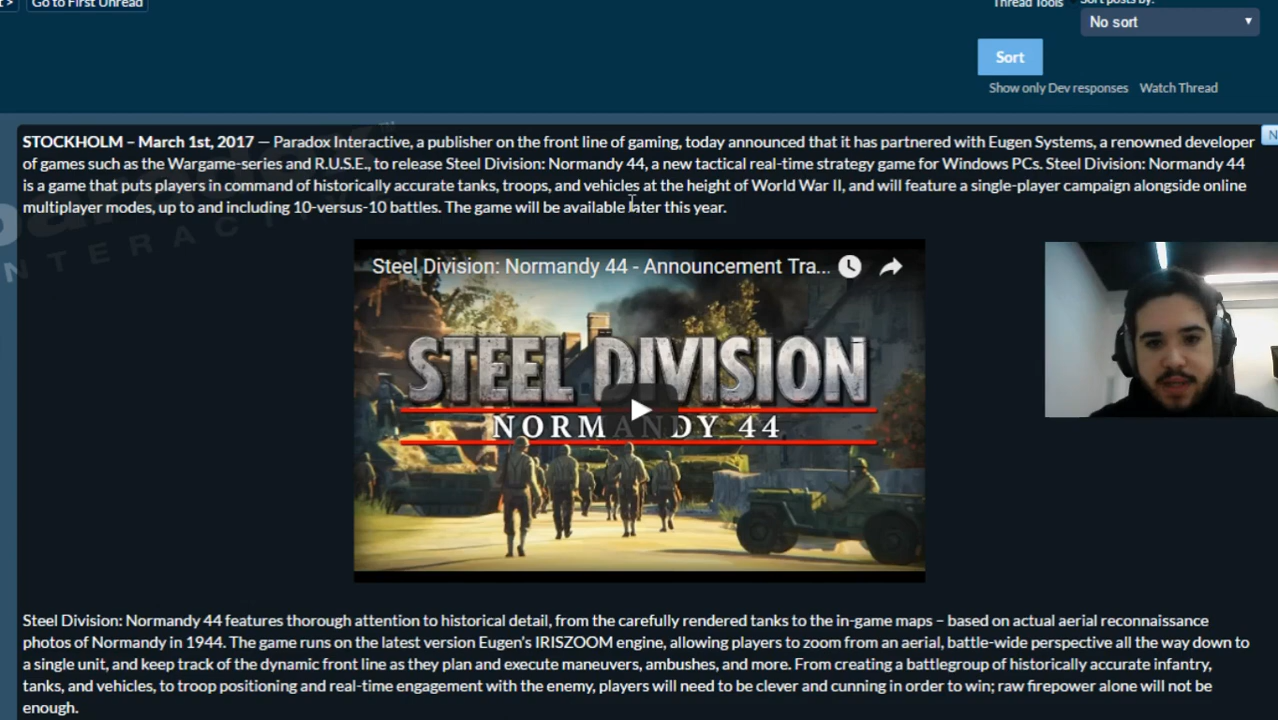 Go to First Unread
Thread Tools
Sort posts by:
No sort
Sort
Show only Dev responses Watch Thread
STOCKHOLM – March 1st, 2017 — Paradox Interactive, a publisher on the front line of gaming, today announced that it has partnered with Eugen Systems, a renowned developer
of games such as the Wargame-series and R.U.S.E., to release Steel Division: Normandy 44, a new tactical real-time strategy game for Windows PCs. Steel Division: Normandy 44
is a game that puts players in command of historically accurate tanks, troops, and vehicles at the height of World War II, and will feature a single-player campaign alongside online
multiplayer modes, up to and including 10-versus-10 battles. The game will be available later this year.
INTERACTIVE
Steel Division: Normandy 44 - Announcement Tra...
STEEL DIVISION
NORMANDY 44
Steel Division: Normandy 44 features thorough attention to historical detail, from the carefully rendered tanks to the in-game maps – based on actual aerial reconnaissance
photos of Normandy in 1944. The game runs on the latest version Eugen's IRISZOOM engine, allowing players to zoom from an aerial, battle-wide perspective all the way down to
a single unit, and keep track of the dynamic front line as they plan and execute maneuvers, ambushes, and more. From creating a battlegroup of historically accurate infantry,
tanks, and vehicles, to troop positioning and real-time engagement with the enemy, players will need to be clever and cunning in order to win; raw firepower alone will not be
enough.